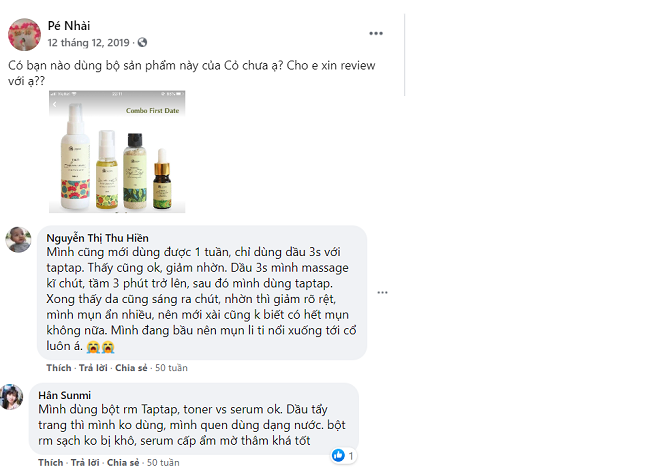 Pé Nhài
12 tháng 12, 2019 ·
Có bạn nào dùng bộ sản phẩm này của Cỏ chưa ạ? Cho e xin review
với ạ??
Combo First Date
Nguyễn Thị Thu Hiền
Mình cũng mới dùng được 1 tuần, chỉ dùng dầu 3s với
taptap. Thấy cũng ok, giảm nhờn. Dầu 3s mình massage
kĩ chút, tầm 3 phút trở lên, sau đó mình dùng taptap.
Xong thấy da cũng sáng ra chút, nhờn thì giảm rõ rệt,
mình mụn ẩn nhiều, nên mới xài cũng k biết có hết mụn
không nữa. Mình đang bầu nên mụn li ti nổi xuống tới cổ
luôn á. 😭😭
Thích · Trả lời · Chia sẻ · 50 tuần
Hân Sunmi
Mình dùng bột rm Taptap, toner vs serum ok. Dầu tẩy
trang thì mình ko dùng, mình quen dùng dạng nước. bột
rm sạch ko bị khô, serum cấp ẩm mờ thâm khá tốt
1
Thích · Trả lời · Chia sẻ · 50 tuần